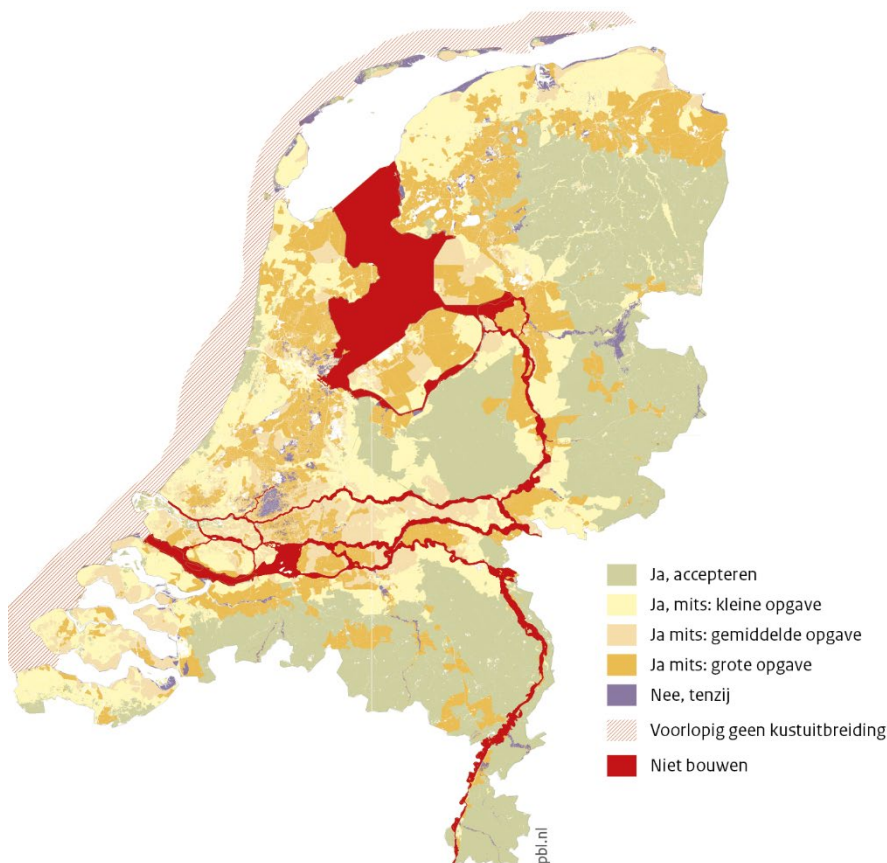 Ja, accepteren
Ja, mits: kleine opgave
Ja mits: gemiddelde opgave
Ja mits: grote opgave
Nee, tenzij
Voorlopig geen kustuitbreiding
Niet bouwen
pbl.nl